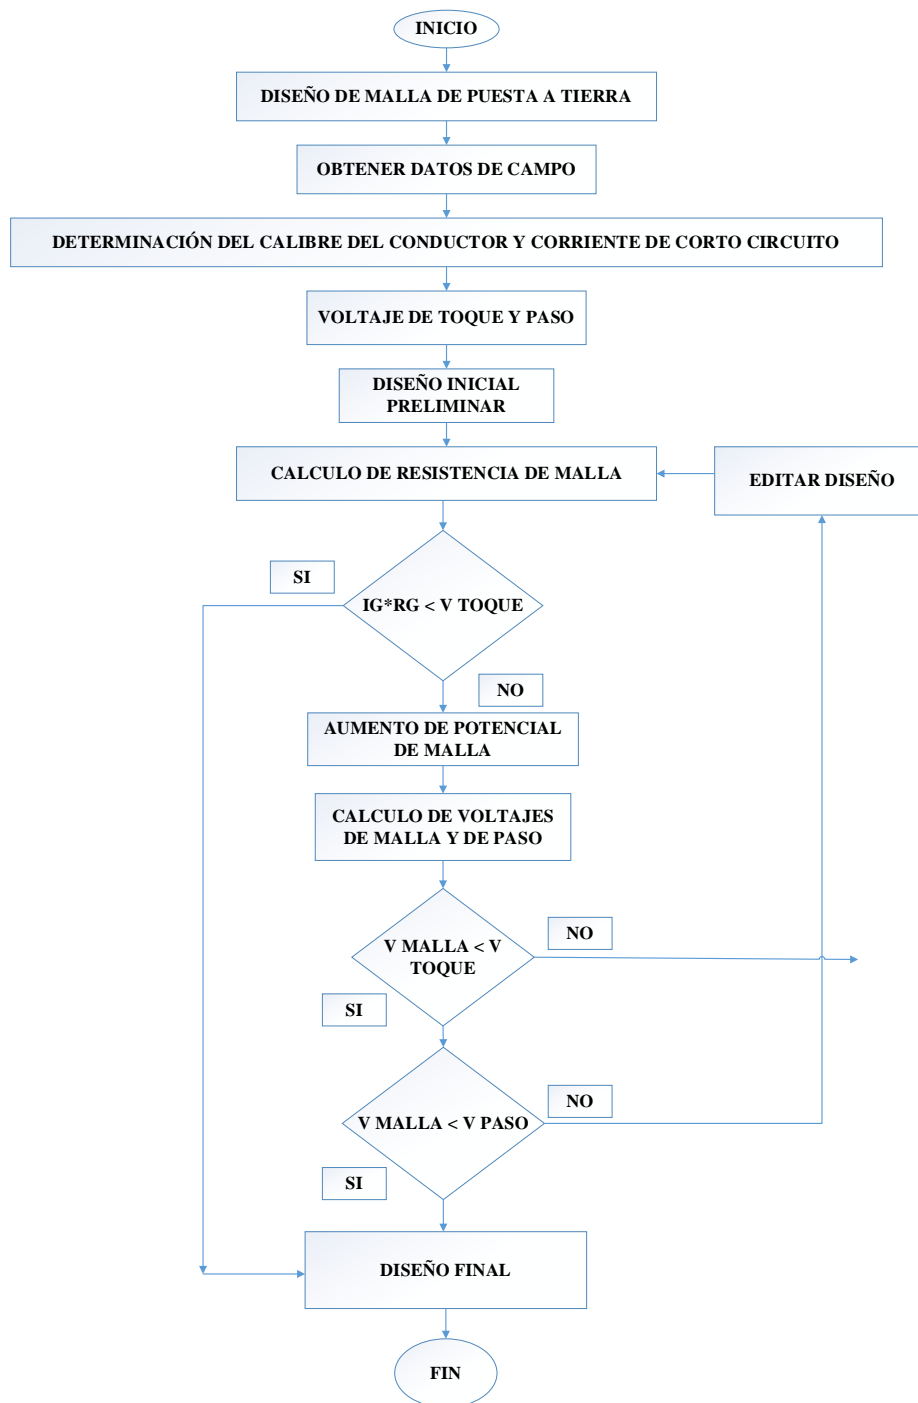 INICIO
DISEÑO DE MALLA DE PUESTA A TIERRA
OBTENER DATOS DE CAMPO
DETERMINACIÓN DEL CALIBRE DEL CONDUCTOR Y CORRIENTE DE CORTO CIRCUITO
VOLTAJE DE TOQUE Y PASO
DISEÑO INICIAL
PRELIMINAR
CALCULO DE RESISTENCIA DE MALLA
EDITAR DISEÑO
SI
IG*RG < V TOQUE
NO
AUMENTO DE POTENCIAL
DE MALLA
CALCULO DE VOLTAJES
DE MALLA Y DE PASO
V MALLA < V
TOQUE
NO
SI
V MALLA < V PASO
NO
SI
DISEÑO FINAL
FIN